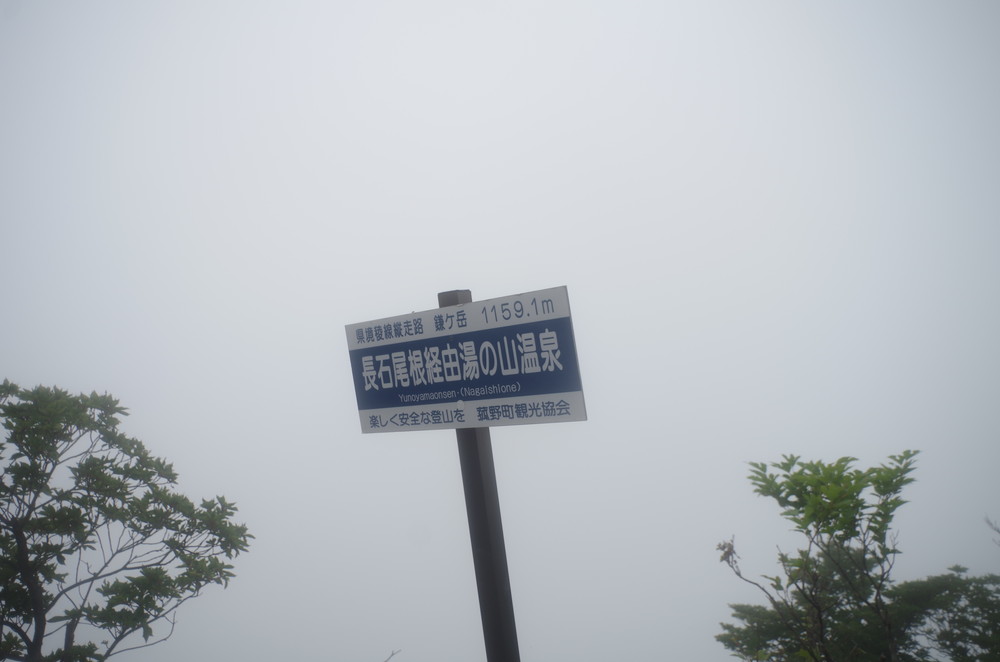 県境稜線縦走路 鎌ケ岳 1159.1m
長石尾根経由湯の山温泉
Yunoyamaonsen-(Nagaishione)
楽しく安全な登山を 菰野町観光協会